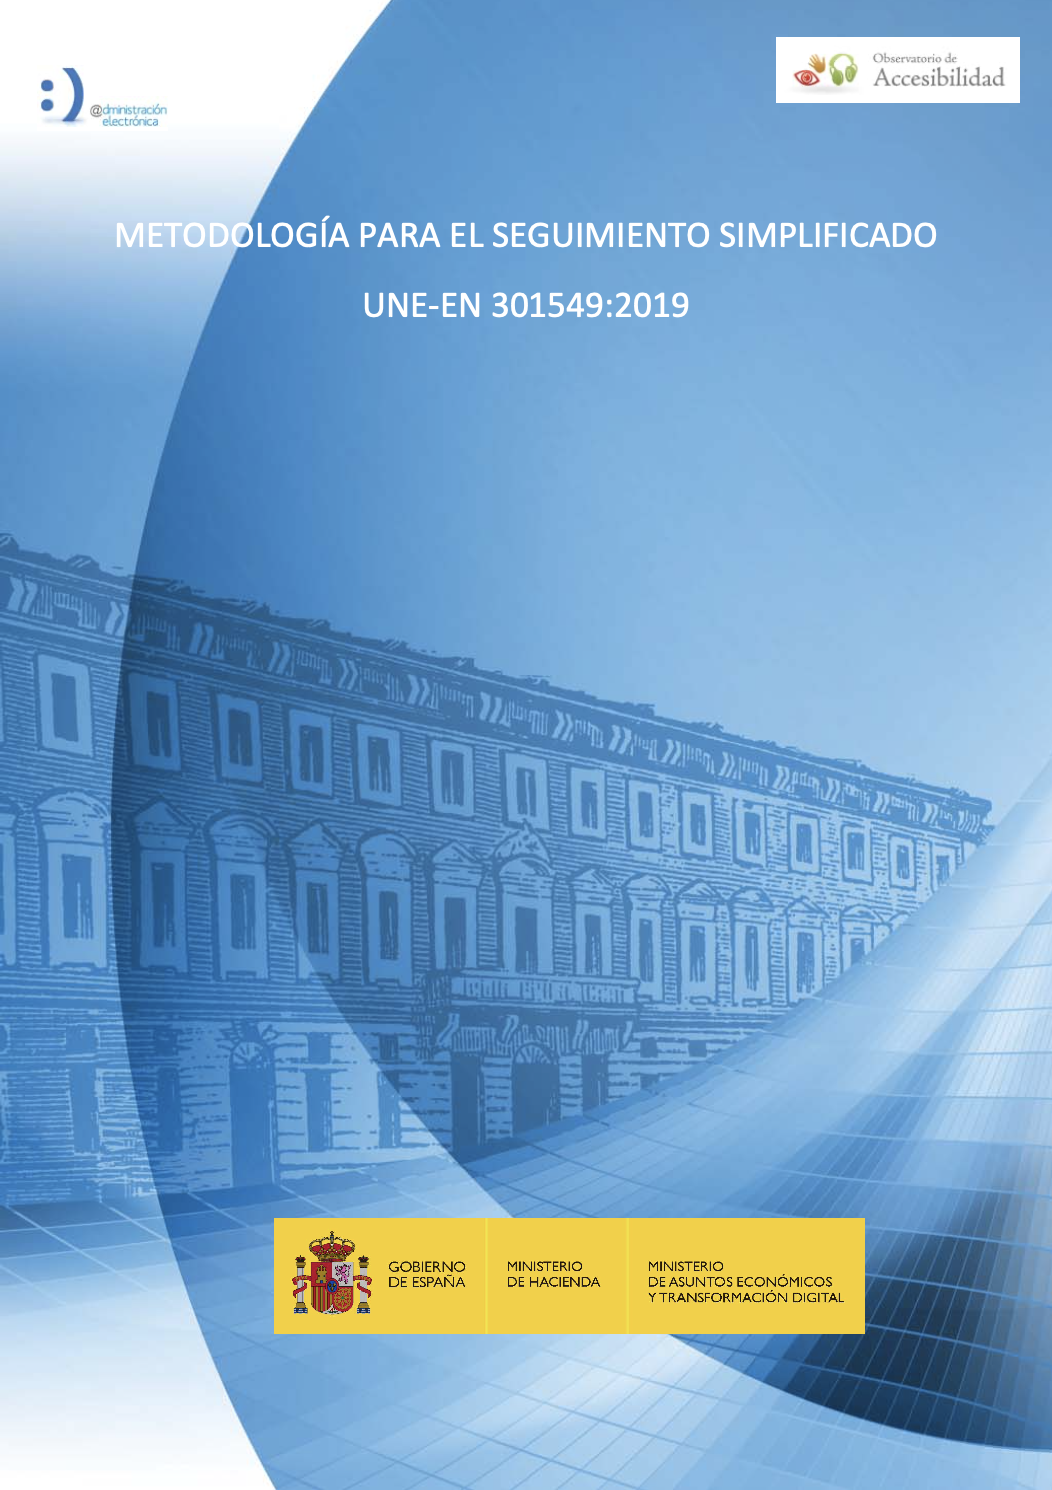 @dministración
electrónica
Observatorio de
Accesibilidad
METODOLOGÍA PARA EL SEGUIMIENTO SIMPLIFICADO
UNE-EN 301549:2019
GOBIERNO
DE ESPAÑA
MINISTERIO
DE HACIENDA
MINISTERIO
DE ASUNTOS ECONÓMICOS
Y TRANSFORMACIÓN DIGITAL